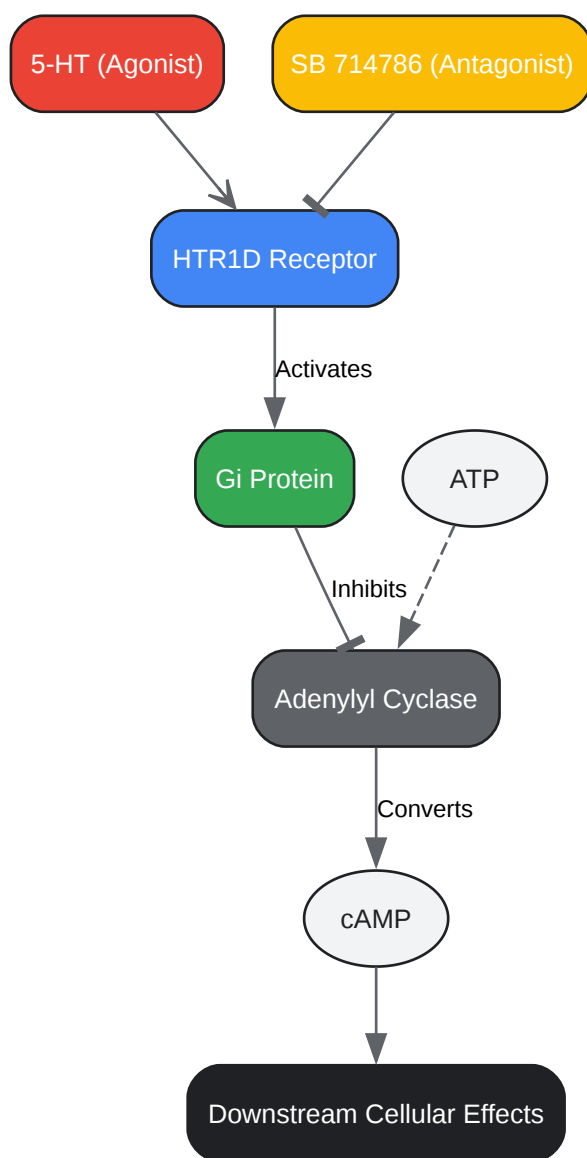 5-HT (Agonist)
SB 714786 (Antagonist)
HTR1D Receptor
Activates
Gi Protein
ATP
Inhibits
Adenylyl Cyclase
Converts
cAMP
Downstream Cellular Effects